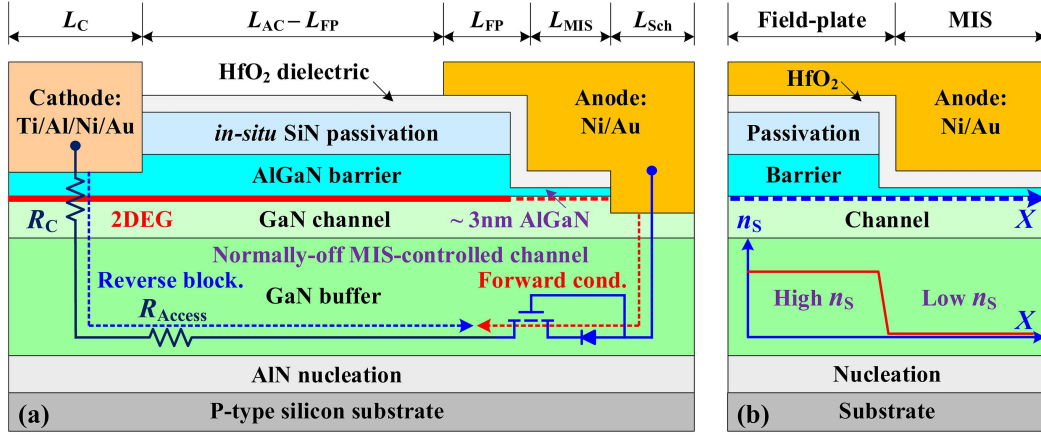 L_C
L_AC – L_FP
L_FP
L_MIS
L_Sch
HfO₂ dielectric
Cathode:
Ti/Al/Ni/Au
Anode:
Ni/Au
in-situ SiN passivation
AlGaN barrier
R_C
2DEG
GaN channel
~ 3nm AlGaN
Normally-off MIS-controlled channel
Reverse block.
Forward cond.
GaN buffer
R_Access
AlN nucleation
(a)
P-type silicon substrate
Field-plate
MIS
HfO₂
Anode:
Ni/Au
Passivation
Barrier
n_S
Channel
X
High n_S
Low n_S
X
Nucleation
(b)
Substrate